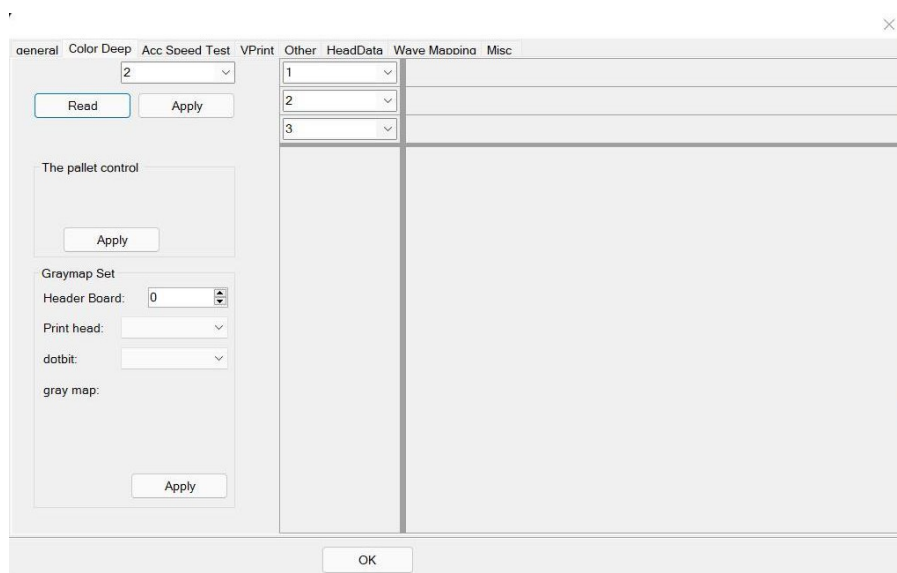 general Color Deep Acc Speed Test VPrint Other HeadData Wave Mapping Misc
2
Read Apply
1
2
3
The pallet control
Apply
Graymap Set
Header Board: 0
Print head:
dotbit:
gray map:
Apply
OK